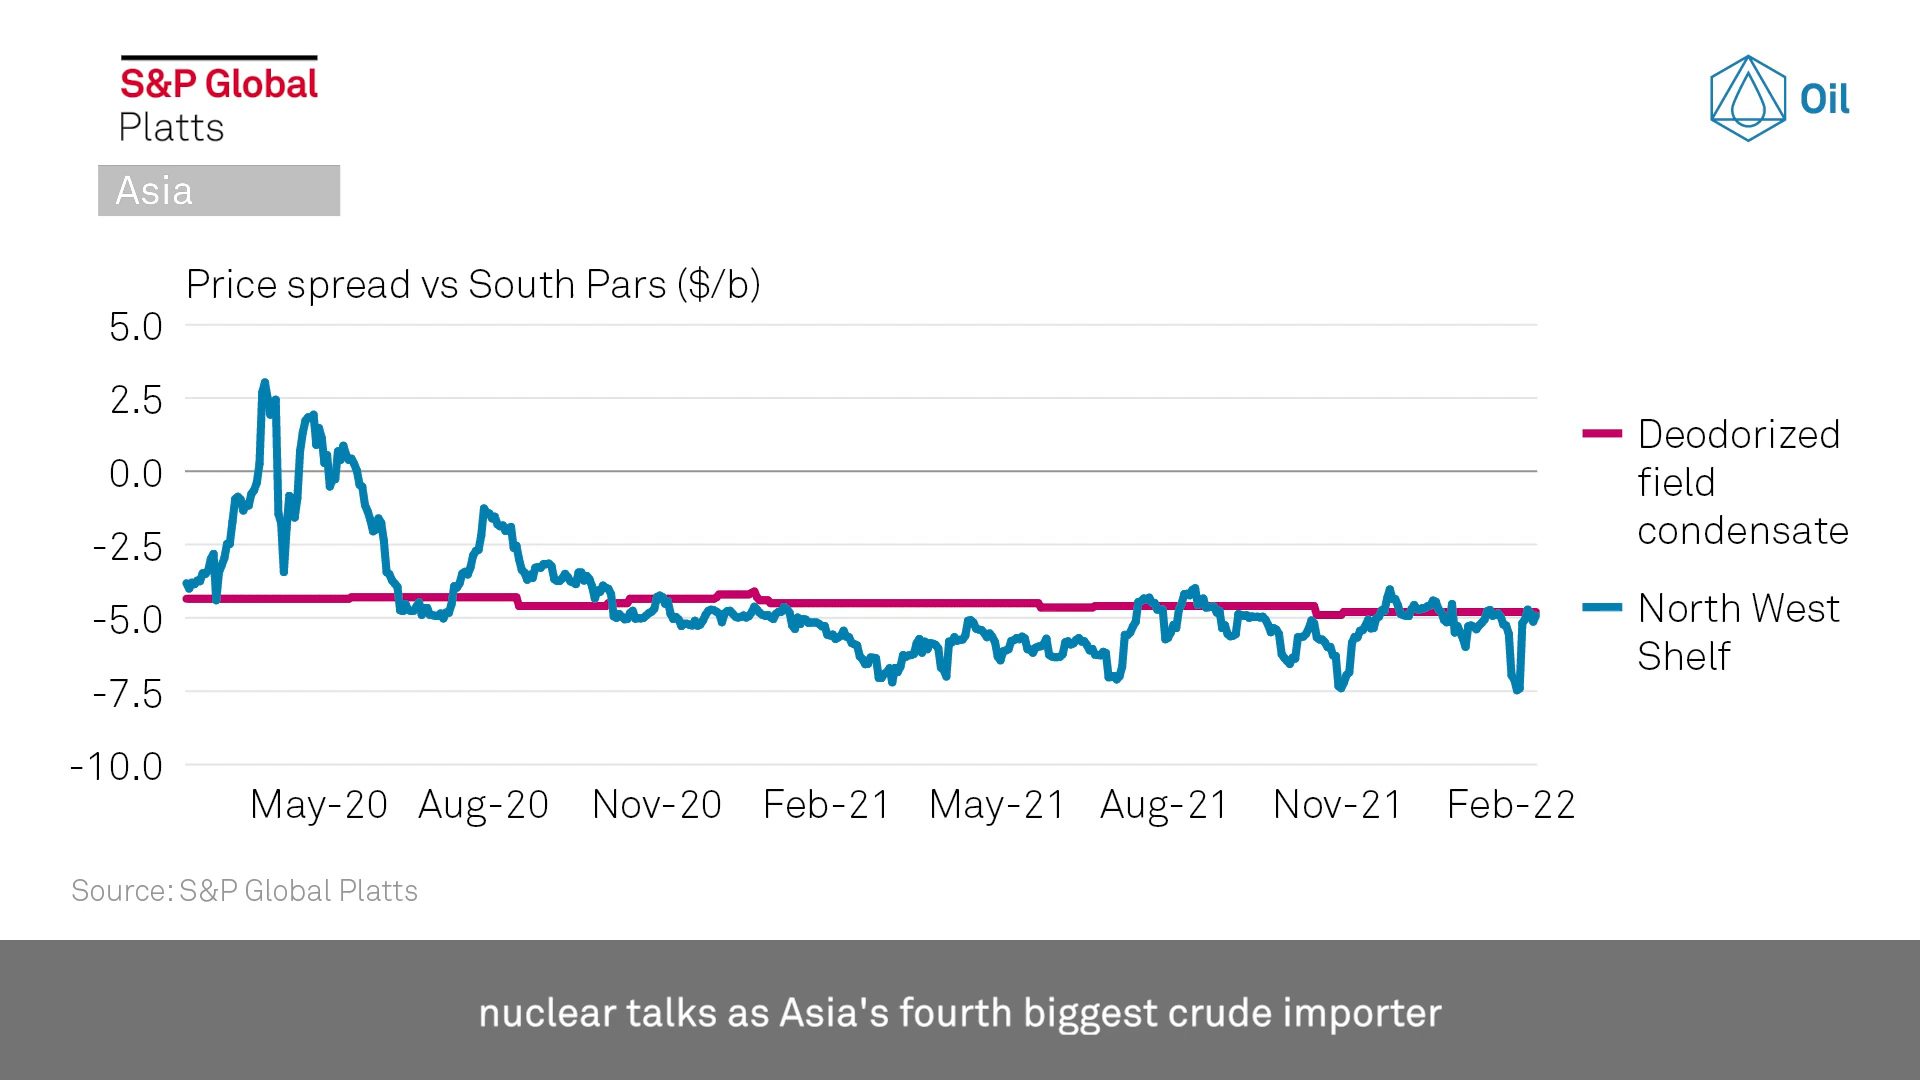 S&P Global
Platts
Oil
Asia
Price spread vs South Pars ($/b)
5.0
2.5
0.0
-2.5
-5.0
-7.5
-10.0
May-20 Aug-20 Nov-20 Feb-21 May-21 Aug-21 Nov-21 Feb-22
Deodorized
field
condensate
North West
Shelf
Source: S&P Global Platts
nuclear talks as Asia's fourth biggest crude importer